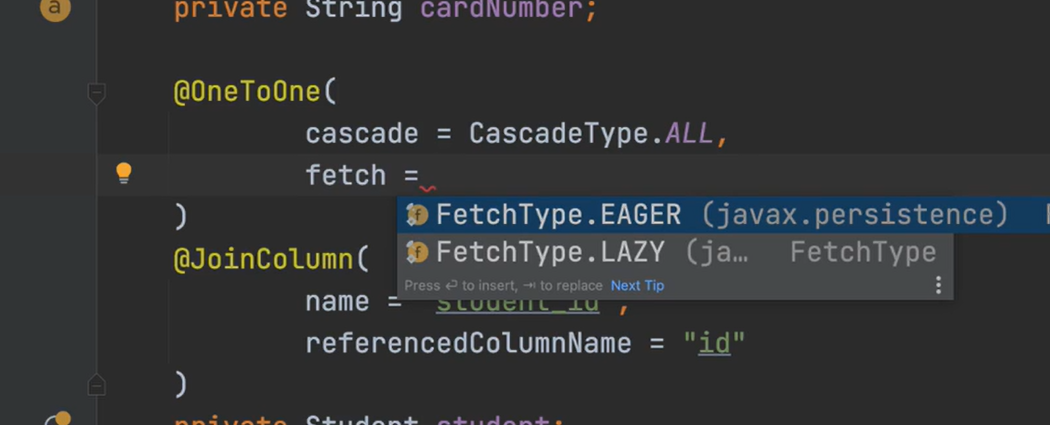 a
private String cardNumber;
@OneToOne(
cascade = CascadeType.ALL,
fetch =
FetchType.EAGER (javax.persistence)
)
FetchType.LAZY (ja… FetchType
@JoinColumn(
Press ⏎ to insert, ⇥ to replace Next Tip
name = "student_id",
referencedColumnName = "id"
)
private Student student;